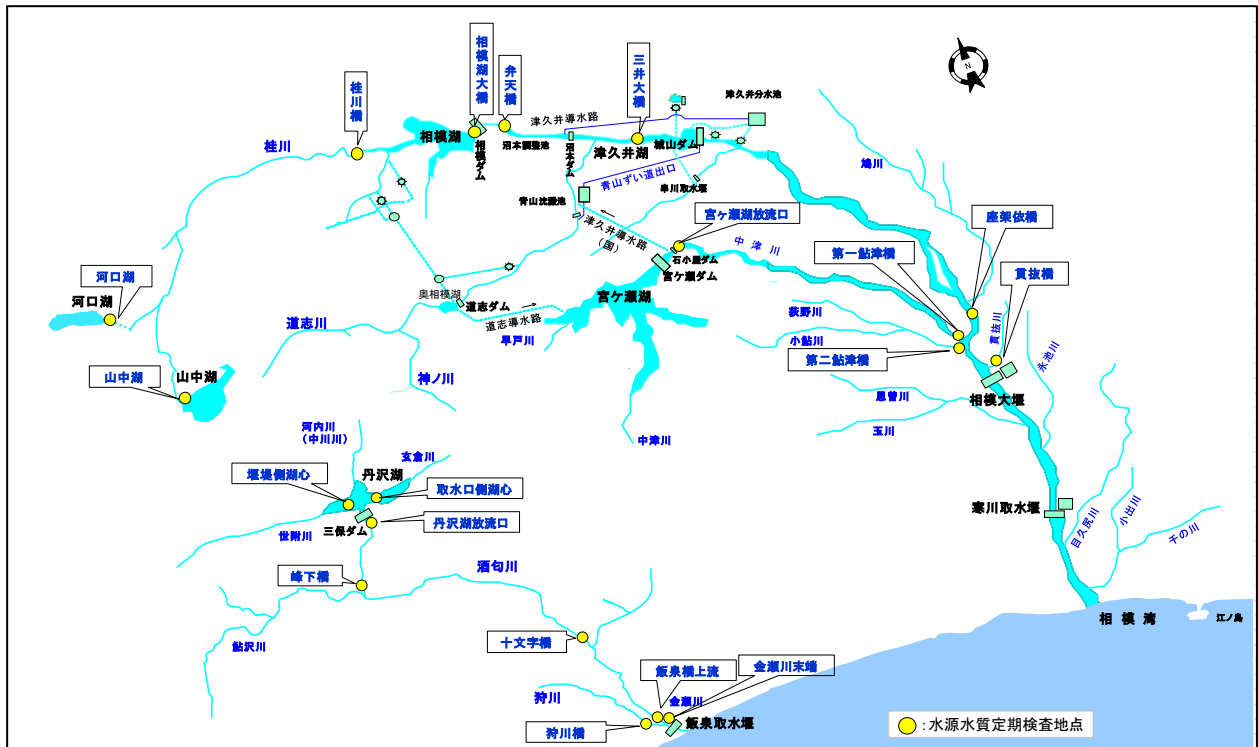 N
桂川橋
相模湖大橋
弁天橋
三井大橋
津久井分水池
津久井導水路
相模湖
相模ダム
沼本調整池
沼本ダム
津久井湖
城山ダム
桂川
鳩川
青山ずい道出口
串川取水堰
青山沈澱池
津久井導水路
(国)
宮ヶ瀬湖放流口
石小屋ダム
宮ケ瀬ダム
中津川
座架依橋
第一鮎津橋
貫抜橋
河口湖
河口湖
奥相模湖
道志ダム
宮ケ瀬湖
道志川
道志導水路
早戸川
荻野川
小鮎川
第二鮎津橋
貫抜川
永池川
山中湖
山中湖
神ノ川
相模大堰
恩曽川
玉川
中津川
河内川
(中川川)
玄倉川
丹沢湖
堰堤側湖心
取水口側湖心
丹沢湖放流口
三保ダム
世附川
寒川取水堰
目久尻川
小出川
千の川
峰下橋
酒匂川
相模湾
江ノ島
鮎沢川
十文字橋
飯泉橋上流
金瀬川末端
狩川
金瀬川
飯泉取水堰
狩川橋
:水源水質定期検査地点